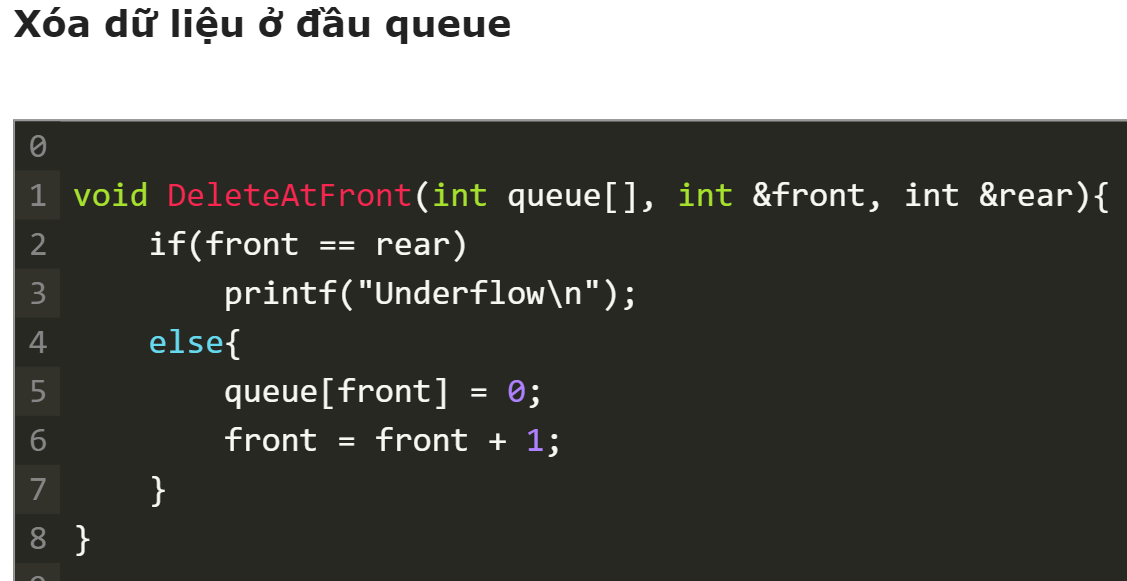 Xóa dữ liệu ở đầu queue
0
1 void DeleteAtFront(int queue[], int &front, int &rear){
2     if(front == rear)
3         printf("Underflow\n");
4     else{
5         queue[front] = 0;
6         front = front + 1;
7     }
8 }